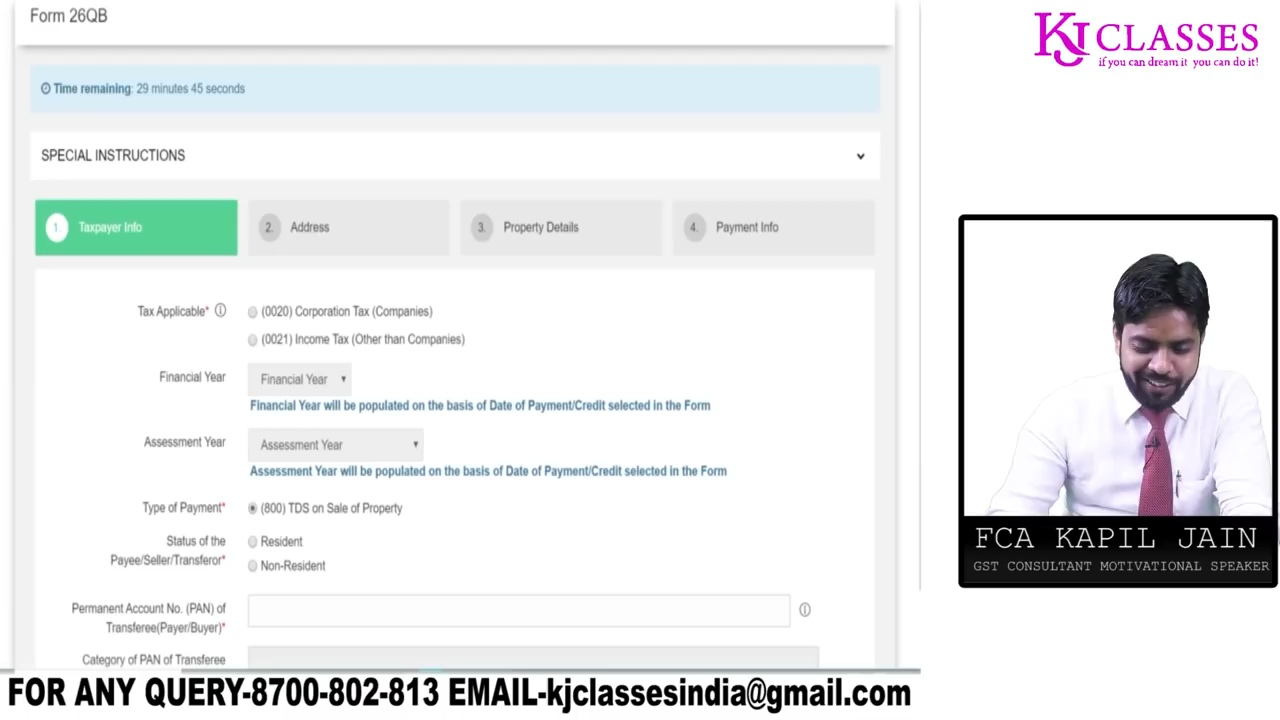 Form 26QB
Time remaining: 29 minutes 45 seconds
SPECIAL INSTRUCTIONS
1. Taxpayer Info
2. Address
3. Property Details
4. Payment Info
Tax Applicable*
(0020) Corporation Tax (Companies)
(0021) Income Tax (Other than Companies)
Financial Year
Financial Year
Financial Year will be populated on the basis of Date of Payment/Credit selected in the Form
Assessment Year
Assessment Year
Assessment Year will be populated on the basis of Date of Payment/Credit selected in the Form
Type of Payment*
(800) TDS on Sale of Property
Status of the
Payee/Seller/Transferor*
Resident
Non-Resident
Permanent Account No. (PAN) of
Transferee(Payer/Buyer)*
Category of PAN of Transferee
KJ CLASSES
if you can dream it you can do it!
FCA KAPIL JAIN
GST CONSULTANT MOTIVATIONAL SPEAKER
FOR ANY QUERY-8700-802-813 EMAIL-kjclassesindia@gmail.com